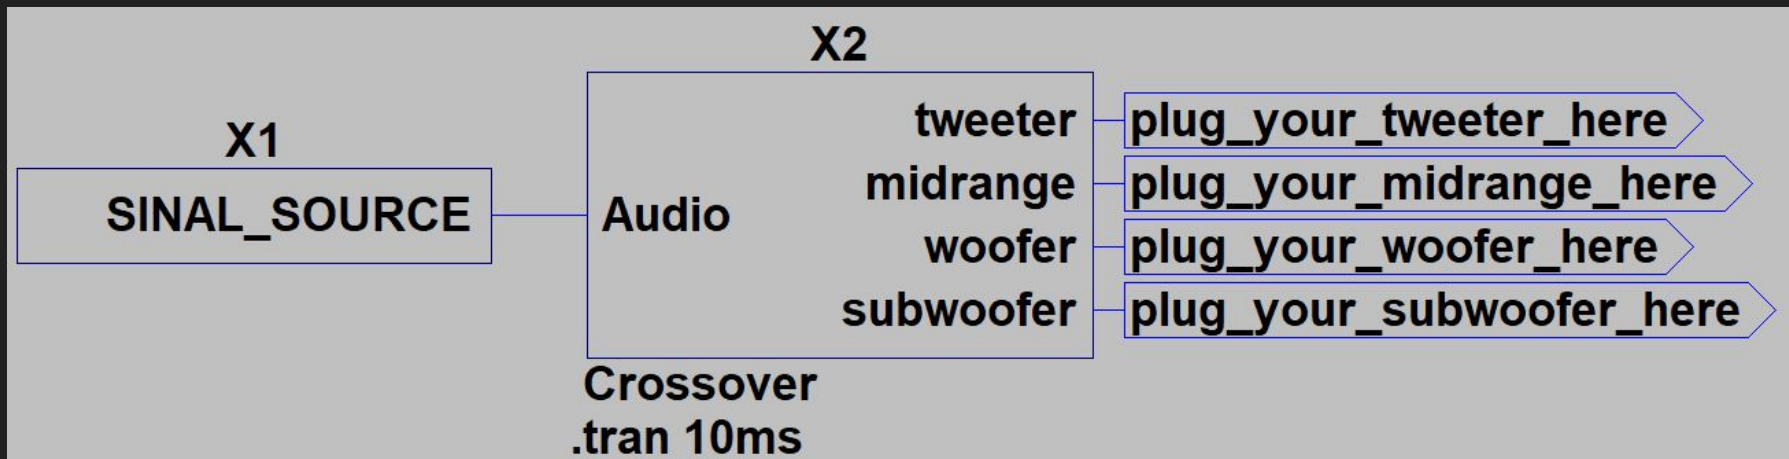 X1
SINAL_SOURCE
X2
Audio
tweeter
midrange
woofer
subwoofer
plug_your_tweeter_here
plug_your_midrange_here
plug_your_woofer_here
plug_your_subwoofer_here
Crossover
.tran 10ms